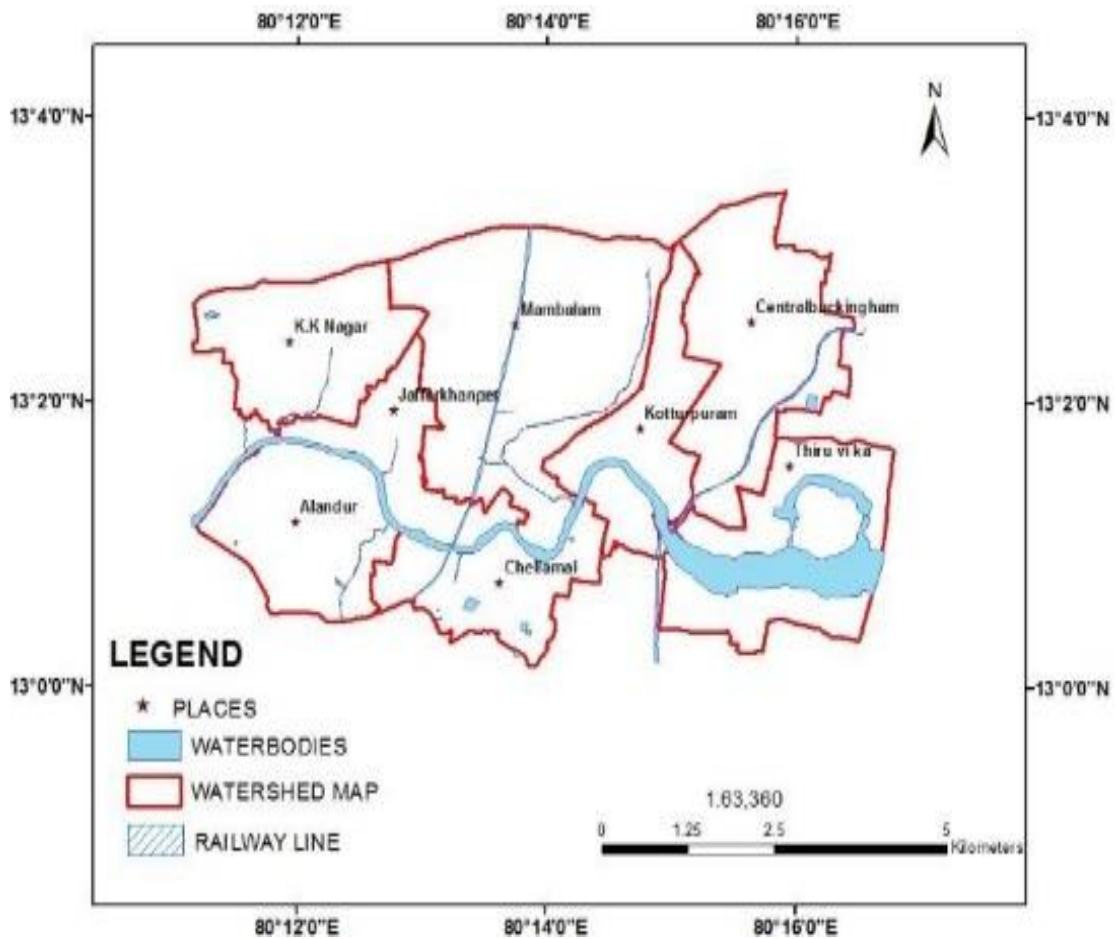 80°12'0"E
80°14'0"E
80°16'0"E
N
13°4'0"N
13°4'0"N
Mambalam
Centralbuckingham
K.K Nagar
13°2'0"N
Jafferkhanpet
13°2'0"N
Kotturpuram
Thiru vi ka
Alandur
Chellamal
LEGEND
13°0'0"N
13°0'0"N
PLACES
WATERBODIES
WATERSHED MAP
RAILWAY LINE
1:63,360
0 1.25 2.5 5
Kilometers
80°12'0"E
80°14'0"E
80°16'0"E